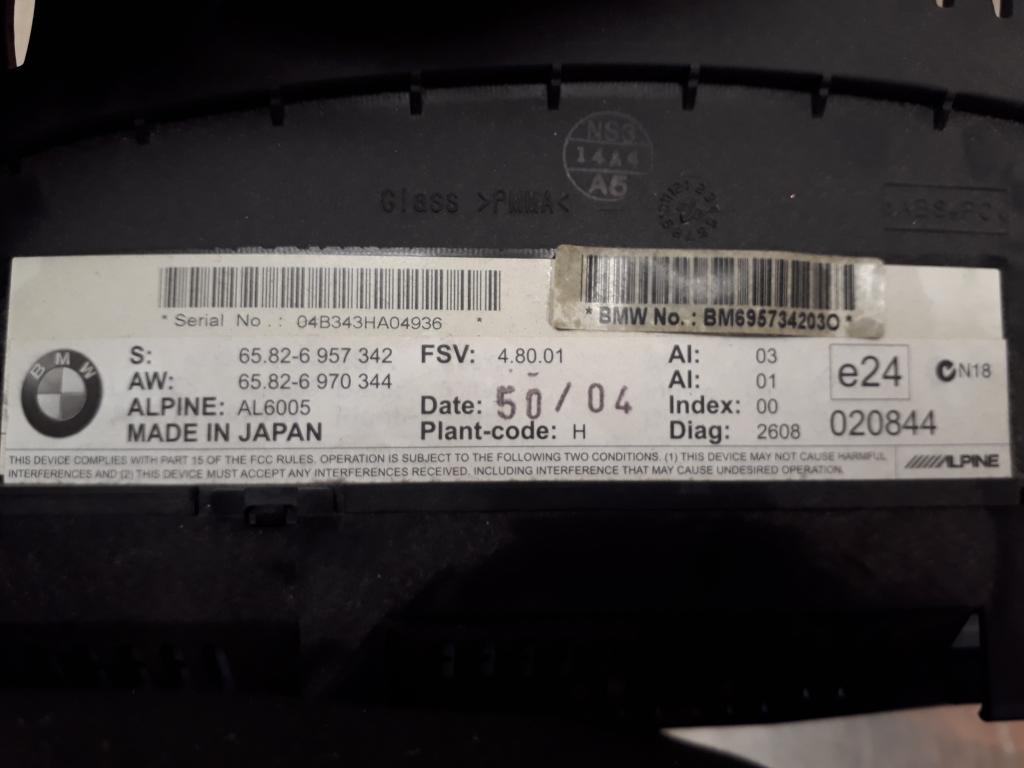 NS3
14A4
A5
Glass >PMMA<
* Serial No.: 04B343HA04936 *
* BMW No.: BM695734203O *
BMW
S: 65.82-6 957 342 FSV: 4.80.01 AI: 03 e24 N18
AW: 65.82-6 970 344 AI: 01
ALPINE: AL6005 Date: 50/04 Index: 00 020844
MADE IN JAPAN Plant-code: H Diag: 2608
THIS DEVICE COMPLIES WITH PART 15 OF THE FCC RULES. OPERATION IS SUBJECT TO THE FOLLOWING TWO CONDITIONS. (1) THIS DEVICE MAY NOT CAUSE HARMFUL
INTERFERENCES AND (2) THIS DEVICE MUST ACCEPT ANY INTERFERENCES RECEIVED, INCLUDING INTERFERENCE THAT MAY CAUSE UNDESIRED OPERATION.
ALPINE